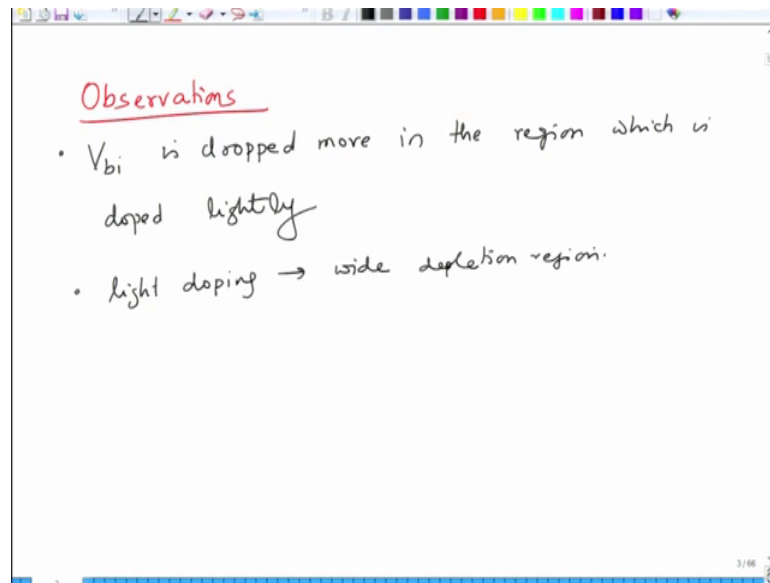 Observations
• Vbi is dropped more in the region which is
doped lightly
• light doping → wide depletion region.
3/66